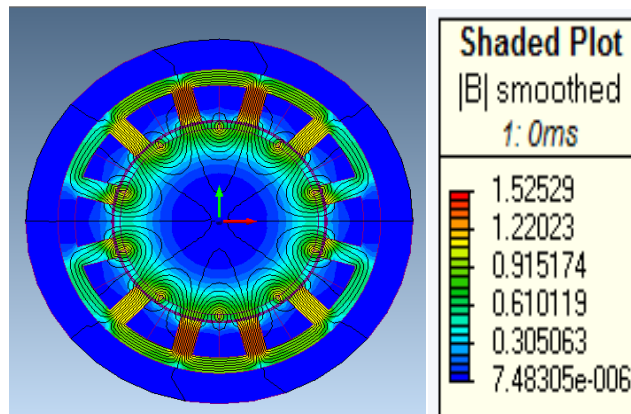 Shaded Plot
|B| smoothed
1: 0ms
1.52529
1.22023
0.915174
0.610119
0.305063
7.48305e-006